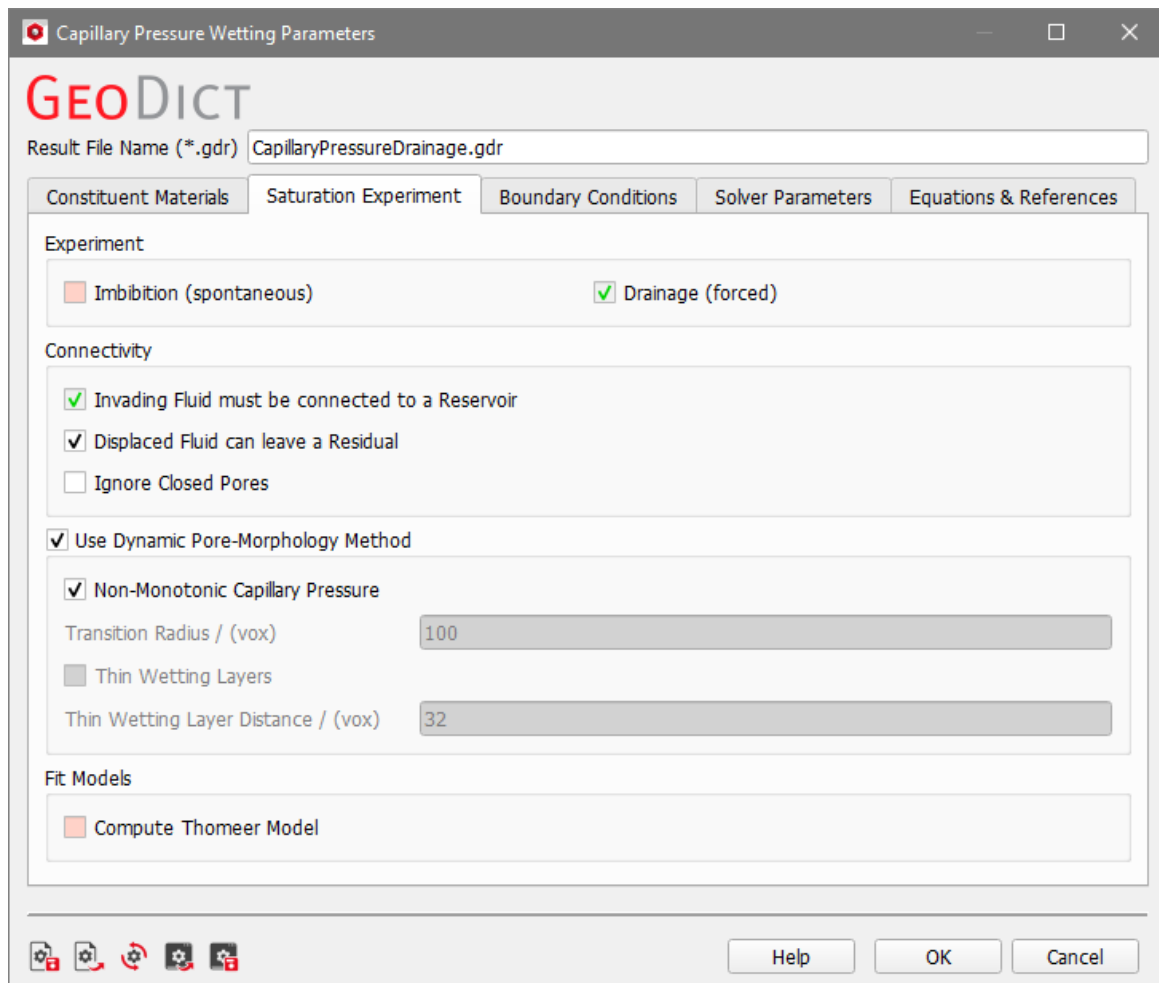 Capillary Pressure Wetting Parameters
GEODICT
Result File Name (*.gdr) CapillaryPressureDrainage.gdr
Constituent Materials Saturation Experiment Boundary Conditions Solver Parameters Equations & References
Experiment
Imbibition (spontaneous) Drainage (forced)
Connectivity
Invading Fluid must be connected to a Reservoir
Displaced Fluid can leave a Residual
Ignore Closed Pores
Use Dynamic Pore-Morphology Method
Non-Monotonic Capillary Pressure
Transition Radius / (vox) 100
Thin Wetting Layers
Thin Wetting Layer Distance / (vox) 32
Fit Models
Compute Thomeer Model
Help OK Cancel